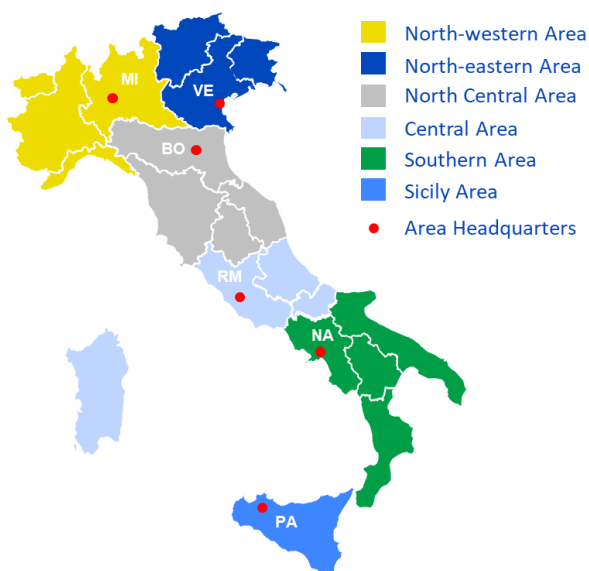 North-western Area
North-eastern Area
North Central Area
Central Area
Southern Area
Sicily Area
Area Headquarters
MI
VE
BO
RM
NA
PA